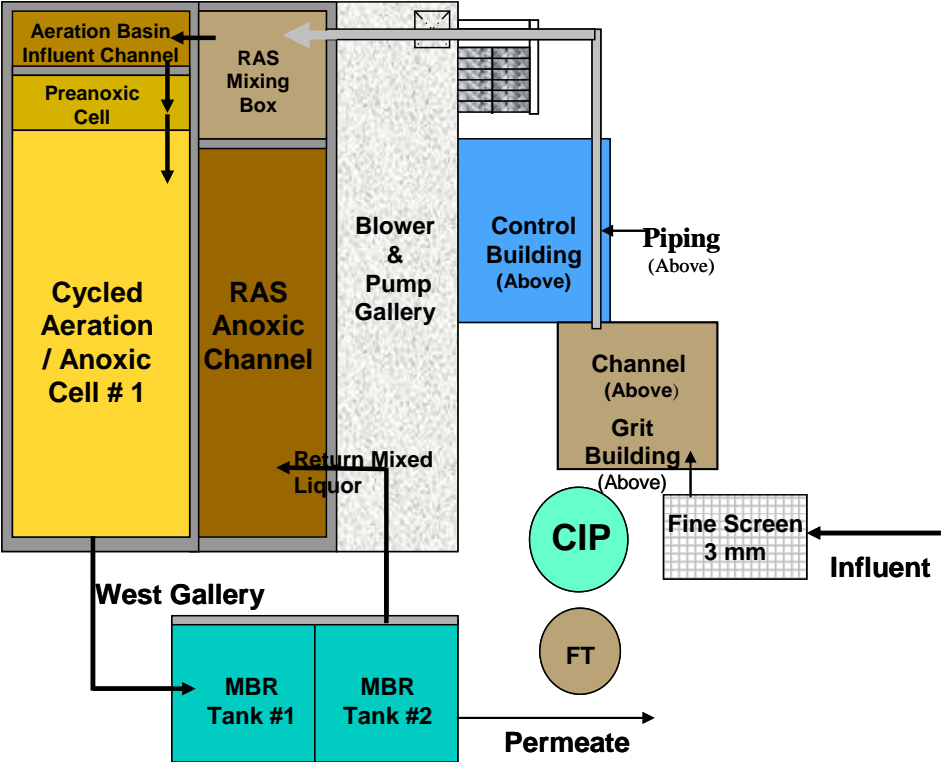 Aeration Basin
Influent Channel
RAS
Mixing
Box
Preanoxic
Cell
Cycled
Aeration
/ Anoxic
Cell # 1
RAS
Anoxic
Channel
Blower
&
Pump
Gallery
Control
Building
(Above)
Piping
(Above)
Channel
(Above)
Grit
Building
(Above)
Return Mixed
Liquor
CIP
Fine Screen
3 mm
Influent
West Gallery
FT
MBR
Tank #1
MBR
Tank #2
Permeate